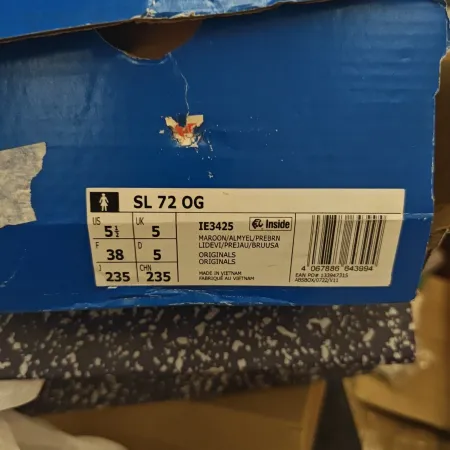 SL 72 OG
US 5½ UK 5
F 38 D 5
J 235 CHN 235
IE3425 Inside
MAROON/ALMYEL/PREBRN
LIDEVI/PREJAU/BRUUSA
ORIGINALS
ORIGINALS
MADE IN VIETNAM
FABRIQUÉ AU VIETNAM
4 067886 643994